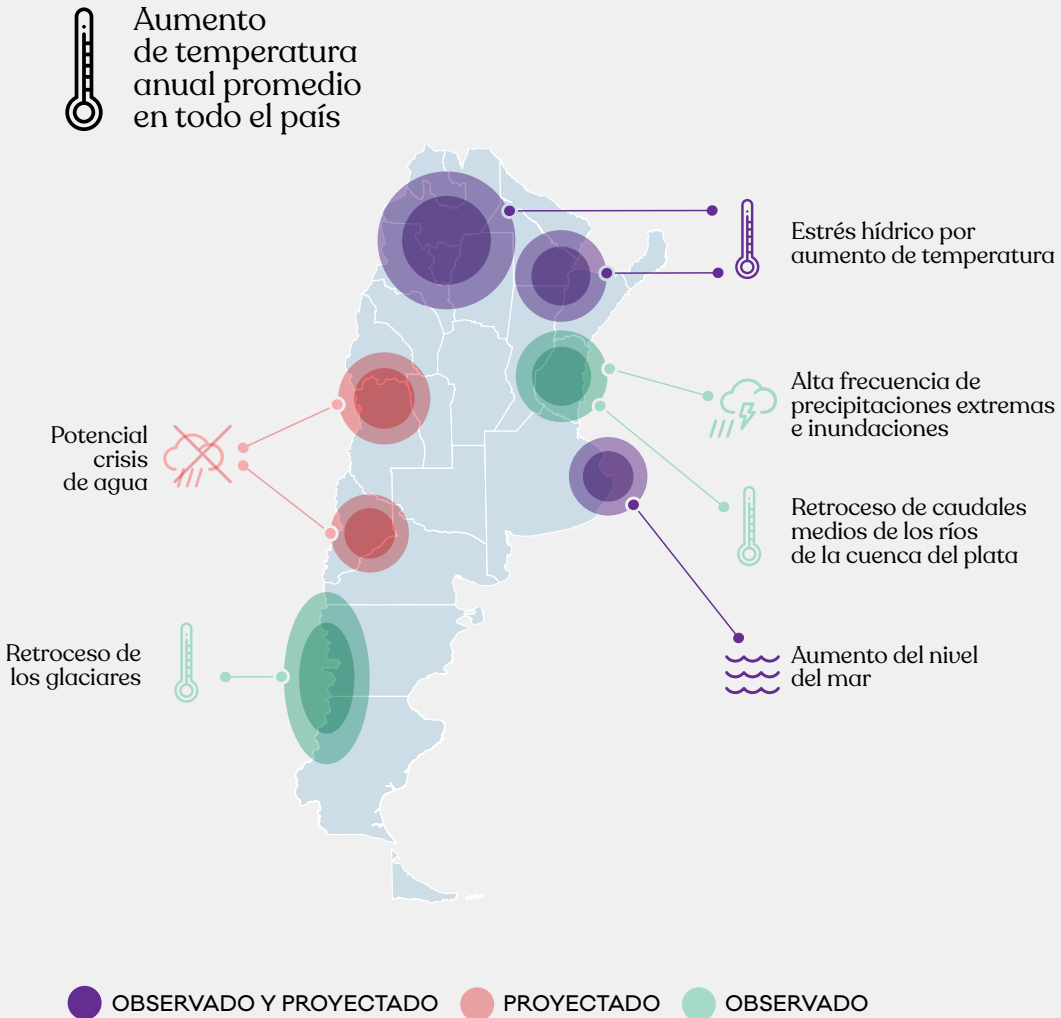 Aumento
de temperatura
anual promedio
en todo el país
Estrés hídrico por
aumento de temperatura
Alta frecuencia de
precipitaciones extremas
e inundaciones
Potencial
crisis
de agua
Retroceso de caudales
medios de los ríos
de la cuenca del plata
Retroceso de
los glaciares
Aumento del nivel
del mar
OBSERVADO Y PROYECTADO
PROYECTADO
OBSERVADO